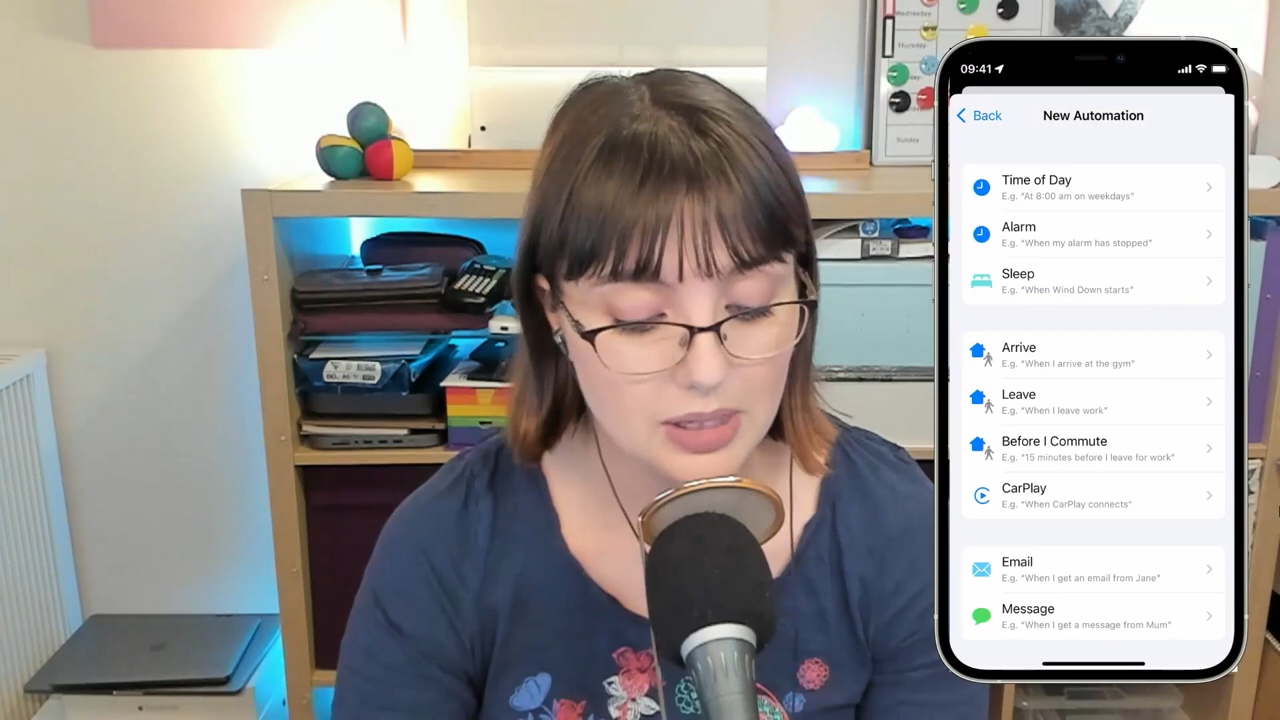 Wednesday
Thursday
Sunday
09:41
Back
New Automation
Time of Day
E.g. “At 8:00 am on weekdays”
Alarm
E.g. “When my alarm has stopped”
Sleep
E.g. “When Wind Down starts”
Arrive
E.g. “When I arrive at the gym”
Leave
E.g. “When I leave work”
Before I Commute
E.g. “15 minutes before I leave for work”
CarPlay
E.g. “When CarPlay connects”
Email
E.g. “When I get an email from Jane”
Message
E.g. “When I get a message from Mum”